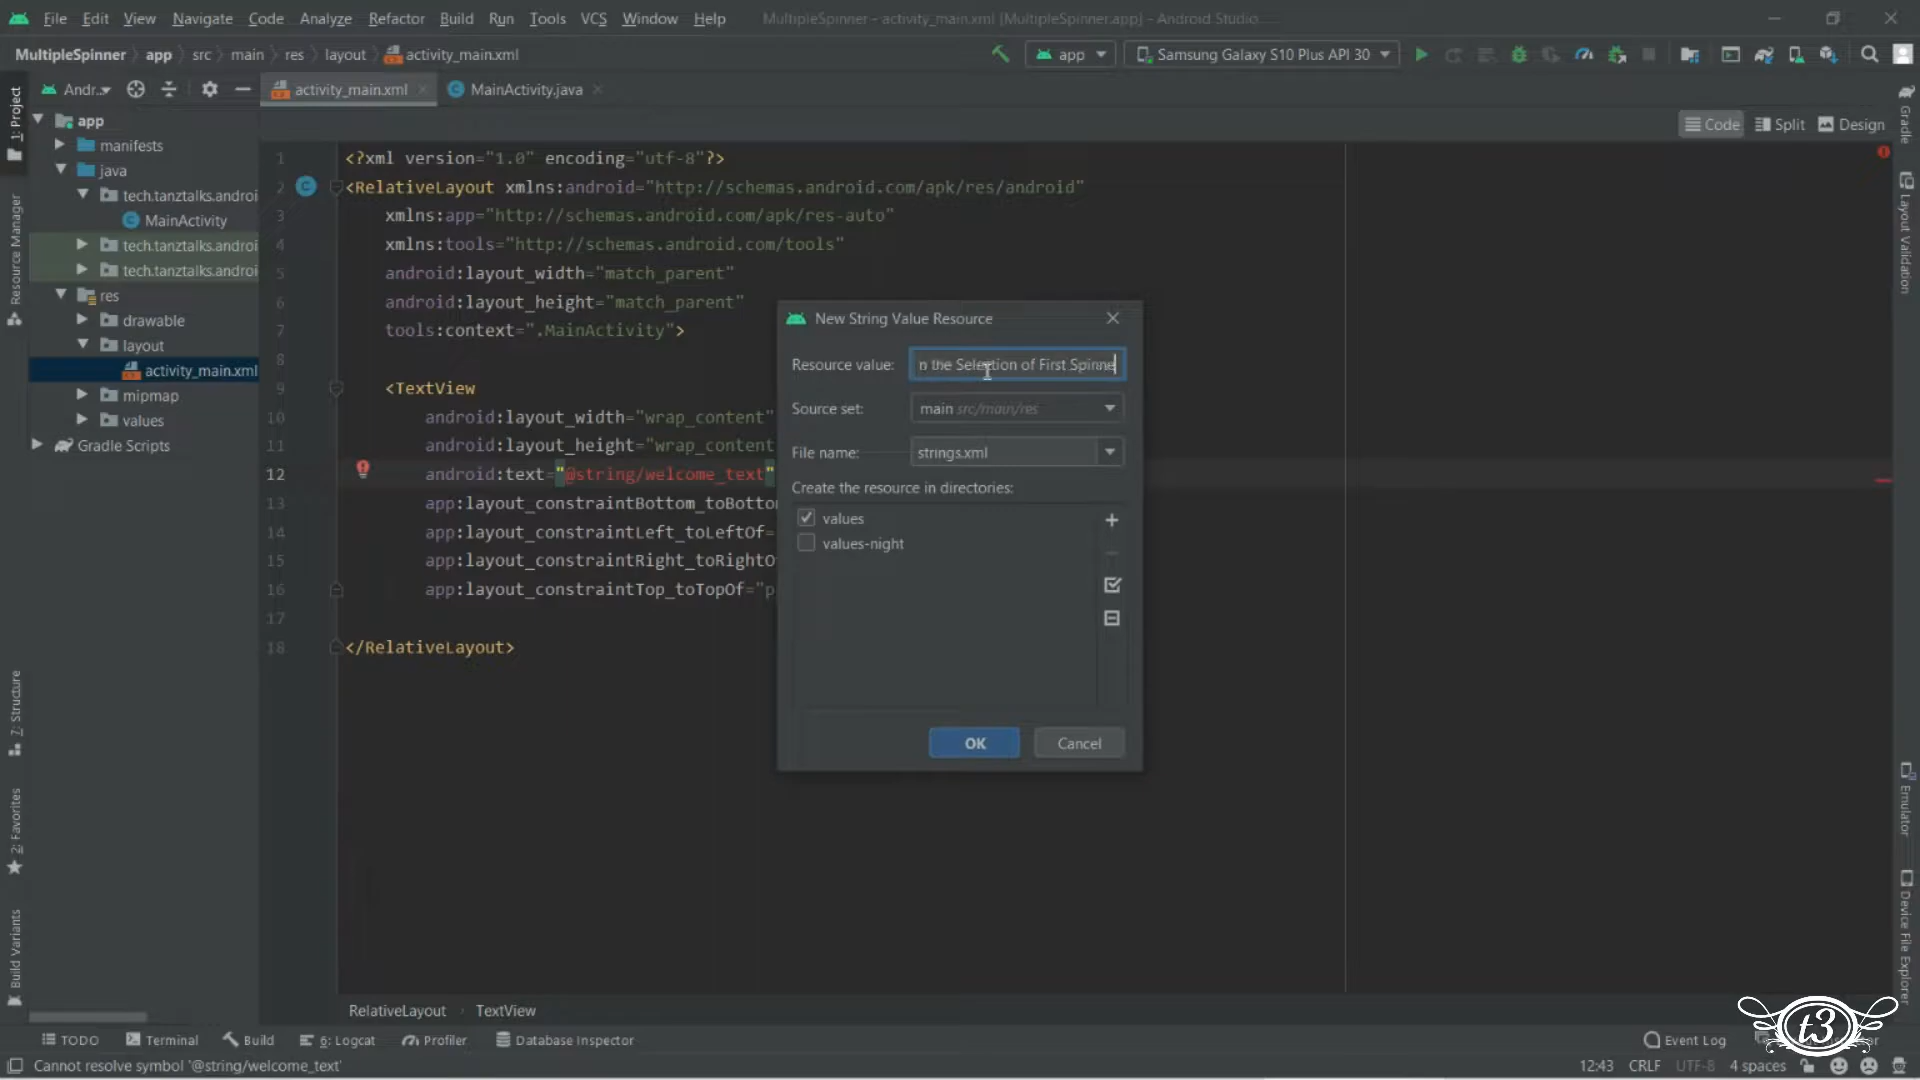 File Edit View Navigate Code Analyze Refactor Build Run Tools VCS Window Help MultipleSpinner - activity_main.xml [MultipleSpinner.app] - Android Studio
MultipleSpinner app src main res layout activity_main.xml app Samsung Galaxy S10 Plus API 30
Andr.. activity_main.xml MainActivity.java
Code Split Design
1: Project
Resource Manager
7: Structure
2: Favorites
Build Variants
app
manifests
java
tech.tanztalks.androi
MainActivity
tech.tanztalks.androi
tech.tanztalks.androi
res
drawable
layout
activity_main.xml
mipmap
values
Gradle Scripts
1 <?xml version="1.0" encoding="utf-8"?>
2 <RelativeLayout xmlns:android="http://schemas.android.com/apk/res/android"
3 xmlns:app="http://schemas.android.com/apk/res-auto"
4 xmlns:tools="http://schemas.android.com/tools"
5 android:layout_width="match_parent"
6 android:layout_height="match_parent"
7 tools:context=".MainActivity">
8
9 <TextView
10 android:layout_width="wrap_content"
11 android:layout_height="wrap_content
12 android:text="@string/welcome_text"
13 app:layout_constraintBottom_toBottom
14 app:layout_constraintLeft_toLeftOf=
15 app:layout_constraintRight_toRightO
16 app:layout_constraintTop_toTopOf="p
17
18 </RelativeLayout>
New String Value Resource
Resource value: n the Selection of First Spinne
Source set: main src/main/res
File name: strings.xml
Create the resource in directories:
values
values-night
OK Cancel
Gradle
Layout Validation
Emulator
Device File Explorer
RelativeLayout TextView
TODO Terminal Build 6: Logcat Profiler Database Inspector Event Log
Cannot resolve symbol '@string/welcome_text' 12:43 CRLF UTF-8 4 spaces
t3